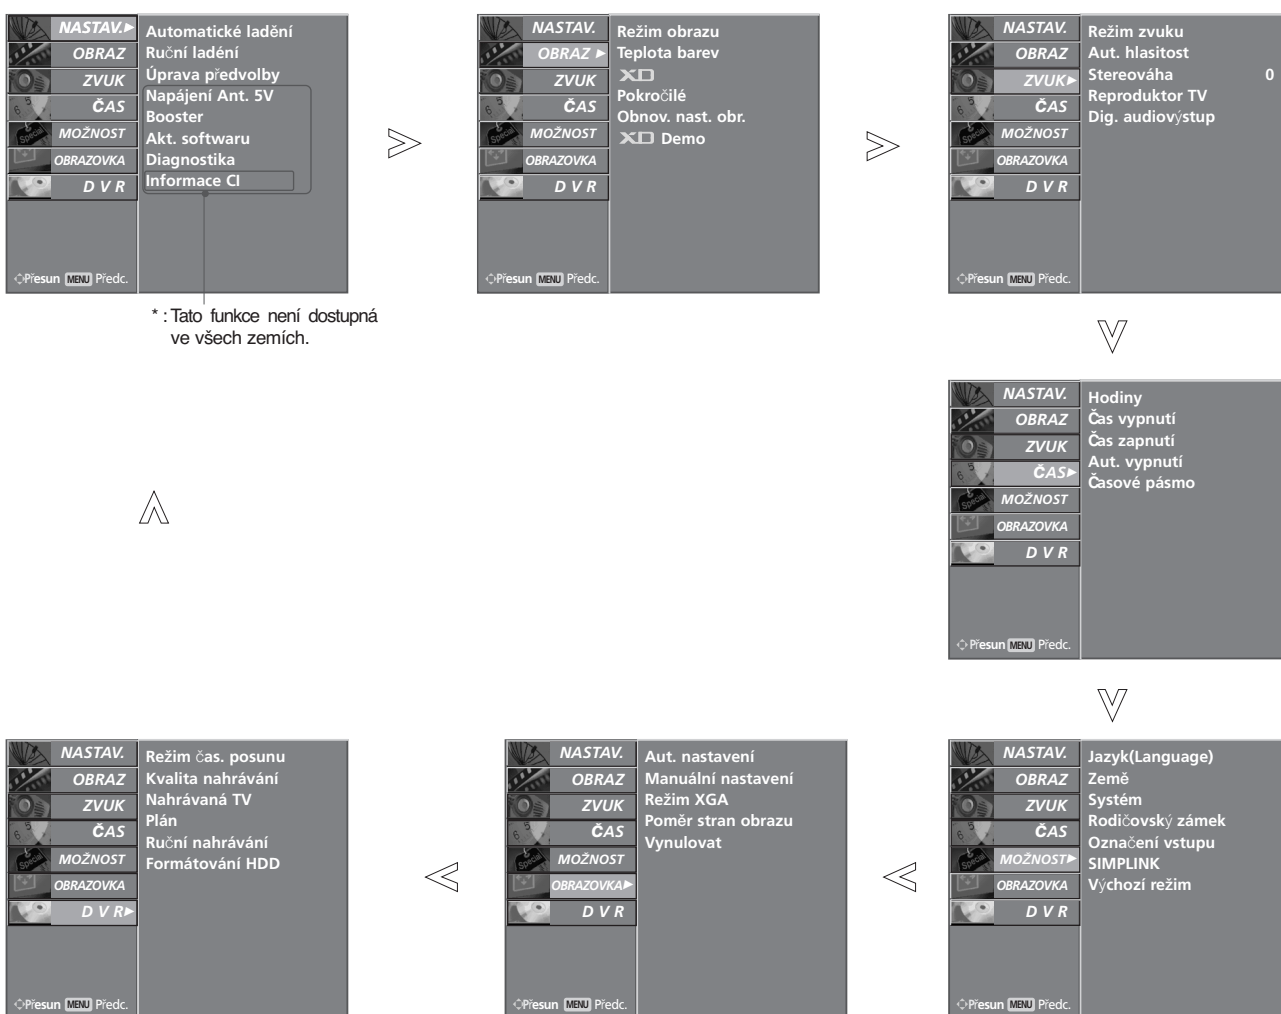 NASTAV.
OBRAZ
ZVUK
ČAS
MOŽNOST
OBRAZOVKA
D V R
Automatické ladění
Ruční ladéní
Úprava předvolby
Napájení Ant. 5V
Booster
Akt. softwaru
Diagnostika
Informace CI
Přesun MENU Předc.
* : Tato funkce není dostupná
ve všech zemích.
NASTAV.
OBRAZ
ZVUK
ČAS
MOŽNOST
OBRAZOVKA
D V R
Režim obrazu
Teplota barev
XD
Pokročilé
Obnov. nast. obr.
XD Demo
Přesun MENU Předc.
NASTAV.
OBRAZ
ZVUK
ČAS
MOŽNOST
OBRAZOVKA
D V R
Režim zvuku
Aut. hlasitost
Stereováha 0
Reproduktor TV
Dig. audiovýstup
Přesun MENU Předc.
NASTAV.
OBRAZ
ZVUK
ČAS
MOŽNOST
OBRAZOVKA
D V R
Hodiny
Čas vypnutí
Čas zapnutí
Aut. vypnutí
Časové pásmo
Přesun MENU Předc.
NASTAV.
OBRAZ
ZVUK
ČAS
MOŽNOST
OBRAZOVKA
D V R
Režim čas. posunu
Kvalita nahrávání
Nahrávaná TV
Plán
Ruční nahrávání
Formátování HDD
Přesun MENU Předc.
NASTAV.
OBRAZ
ZVUK
ČAS
MOŽNOST
OBRAZOVKA
D V R
Aut. nastavení
Manuální nastavení
Režim XGA
Poměr stran obrazu
Vynulovat
Přesun MENU Předc.
NASTAV.
OBRAZ
ZVUK
ČAS
MOŽNOST
OBRAZOVKA
D V R
Jazyk(Language)
Země
Systém
Rodičovský zámek
Označení vstupu
SIMPLINK
Výchozí režim
Přesun MENU Předc.